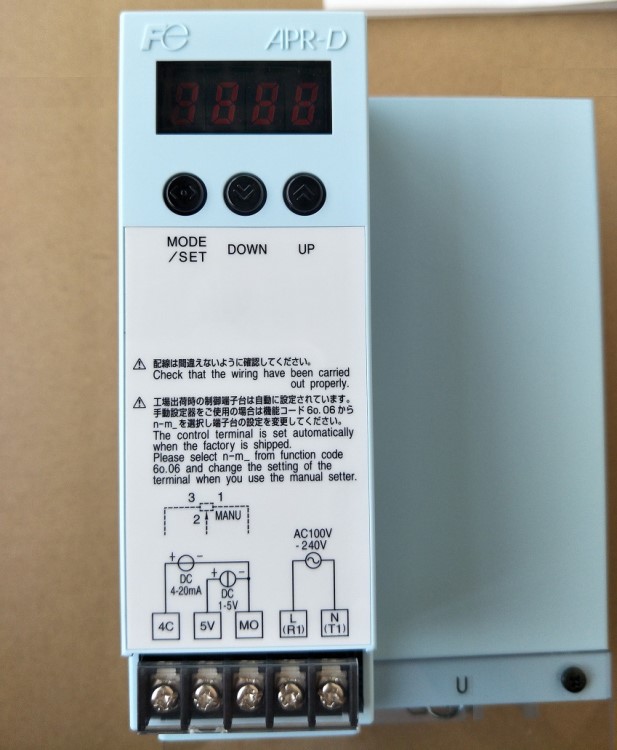 Fe APR-D
8888
MODE
/SET
DOWN
UP
配線は間違えないように確認してください。
Check that the wiring have been carried
out properly.
工場出荷時の制御端子台は自動に設定されています。
手動設定器をご使用の場合は機能コード6o.06から
n-m_を選択し端子台の設定を変更してください。
The control terminal is set automatically
when the factory is shipped.
Please select n-m_ from function code
6o.06 and change the setting of the
terminal when you use the manual setter.
3 1
2 MANU
AC100V
-240V
+ -
DC
4-20mA
+ -
DC
1-5V
4C 5V MO L (R1) N (T1)
U